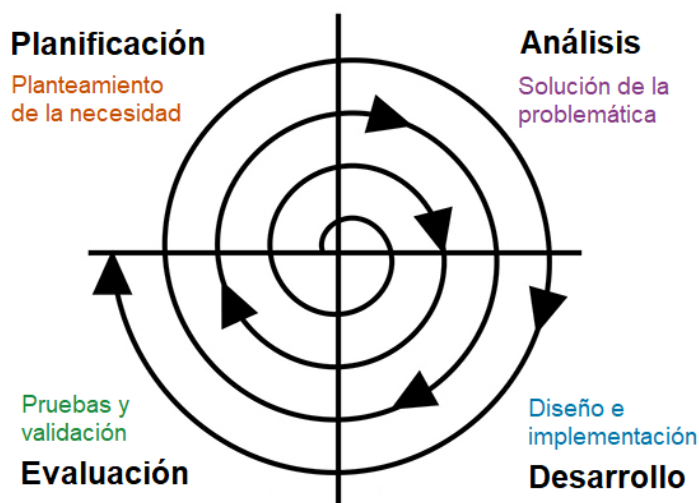 Planificación
Planteamiento
de la necesidad
Análisis
Solución de la
problemática
Pruebas y
validación
Evaluación
Diseño e
implementación
Desarrollo